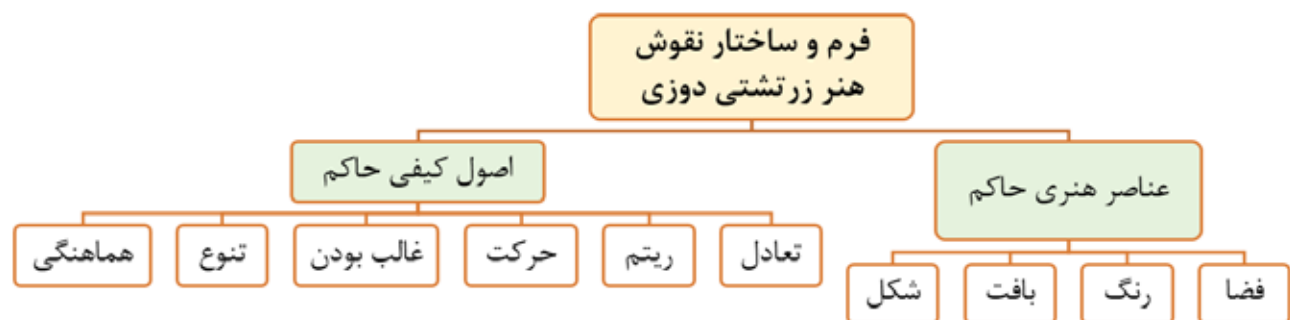 فرم و ساختار نقوش
هنر زرتشتی دوزی
عناصر هنری حاکم
فضا
رنگ
بافت
شکل
اصول کیفی حاکم
تعادل
ریتم
حرکت
غالب بودن
تنوع
هماهنگی